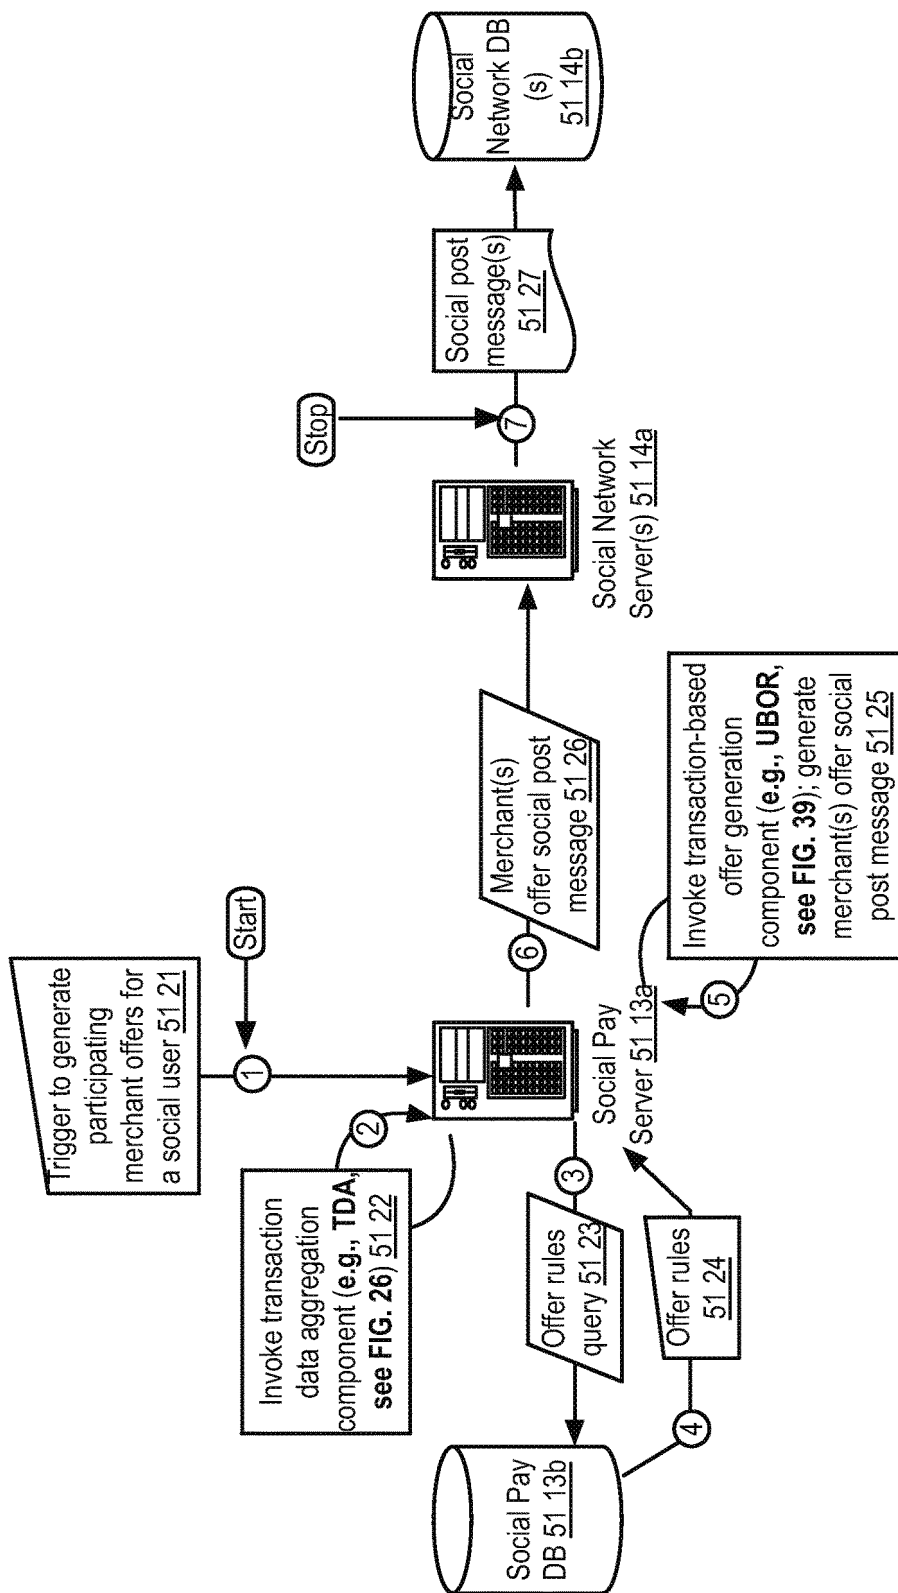 Trigger to generate
participating
merchant offers for
a social user 51 21
Start
1
Invoke transaction
data aggregation
component (e.g., TDA,
see FIG. 26) 51 22
2
Social Pay
Server 51 13a
3
Offer rules
query 51 23
Social Pay
DB 51 13b
4
Offer rules
51 24
5
Invoke transaction-based
offer generation
component (e.g., UBOR,
see FIG. 39); generate
merchant(s) offer social
post message 51 25
6
Merchant(s)
offer social post
message 51 26
Social Network
Server(s) 51 14a
Stop
7
Social post
message(s)
51 27
Social
Network DB
(s)
51 14b